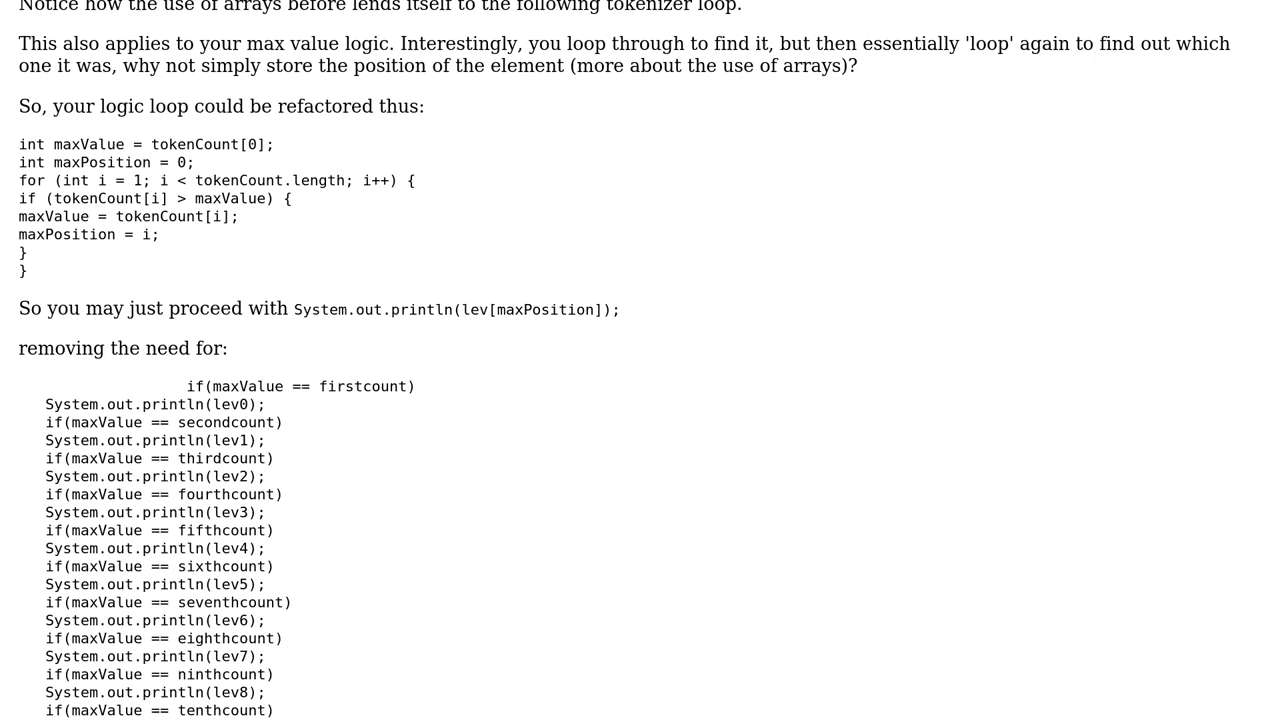 Notice how the use of arrays before lends itself to the following tokenizer loop.
This also applies to your max value logic. Interestingly, you loop through to find it, but then essentially 'loop' again to find out which
one it was, why not simply store the position of the element (more about the use of arrays)?
So, your logic loop could be refactored thus:
int maxValue = tokenCount[0];
int maxPosition = 0;
for (int i = 1; i < tokenCount.length; i++) {
if (tokenCount[i] > maxValue) {
maxValue = tokenCount[i];
maxPosition = i;
}
}
So you may just proceed with System.out.println(lev[maxPosition]);
removing the need for:
if(maxValue == firstcount)
System.out.println(lev0);
if(maxValue == secondcount)
System.out.println(lev1);
if(maxValue == thirdcount)
System.out.println(lev2);
if(maxValue == fourthcount)
System.out.println(lev3);
if(maxValue == fifthcount)
System.out.println(lev4);
if(maxValue == sixthcount)
System.out.println(lev5);
if(maxValue == seventhcount)
System.out.println(lev6);
if(maxValue == eighthcount)
System.out.println(lev7);
if(maxValue == ninthcount)
System.out.println(lev8);
if(maxValue == tenthcount)